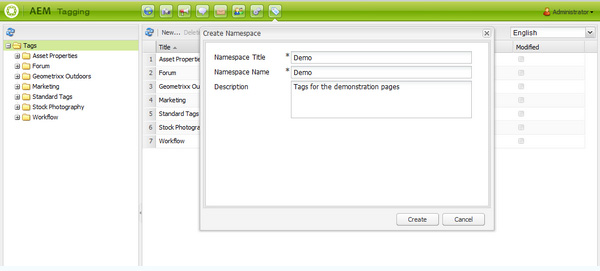 AEM Tagging
Administrator
Tags
Asset Properties
Forum
Geometrixx Outdoors
Marketing
Standard Tags
Stock Photography
Workflow
New... Delete
English
Title Modified
1 Asset Properties
2 Forum
3 Geometrixx Outd
4 Marketing
5 Standard Tags
6 Stock Photogra
7 Workflow
Create Namespace
Namespace Title * Demo
Namespace Name * Demo
Description Tags for the demonstration pages
Create Cancel